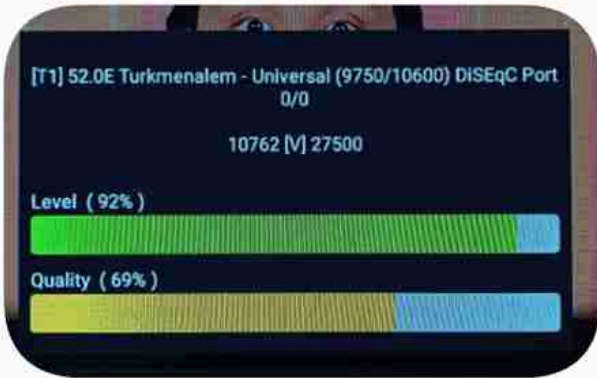 [T1] 52.0E Turkmenalem - Universal (9750/10600) DiSEqC Port
0/0
10762 [V] 27500
Level ( 92% )
Quality ( 69% )